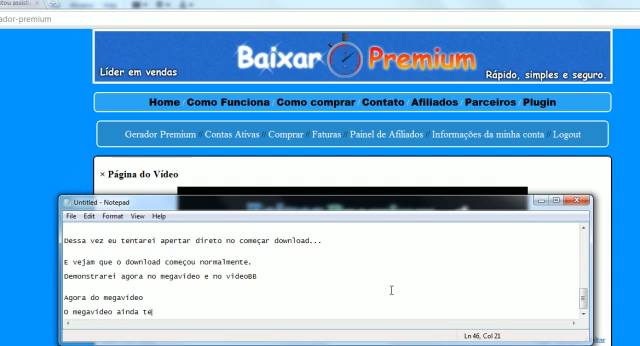 stou assisti
ador-premium
Baixar Premium
Líder em vendas
Rápido, simples e seguro.
Home Como Funciona Como comprar Contato Afiliados Parceiros Plugin
Gerador Premium // Contas Ativas // Comprar // Faturas // Painel de Afiliados // Informações da minha conta // Logout
× Página do Vídeo
Untitled - Notepad
File Edit Format View Help
Dessa vez eu tentarei apertar direto no começar download...
E vejam que o download começou normalmente.
Demonstrarei agora no megavideo e no videoBB
Agora do megavideo
O megavideo ainda te
Ln 46, Col 21